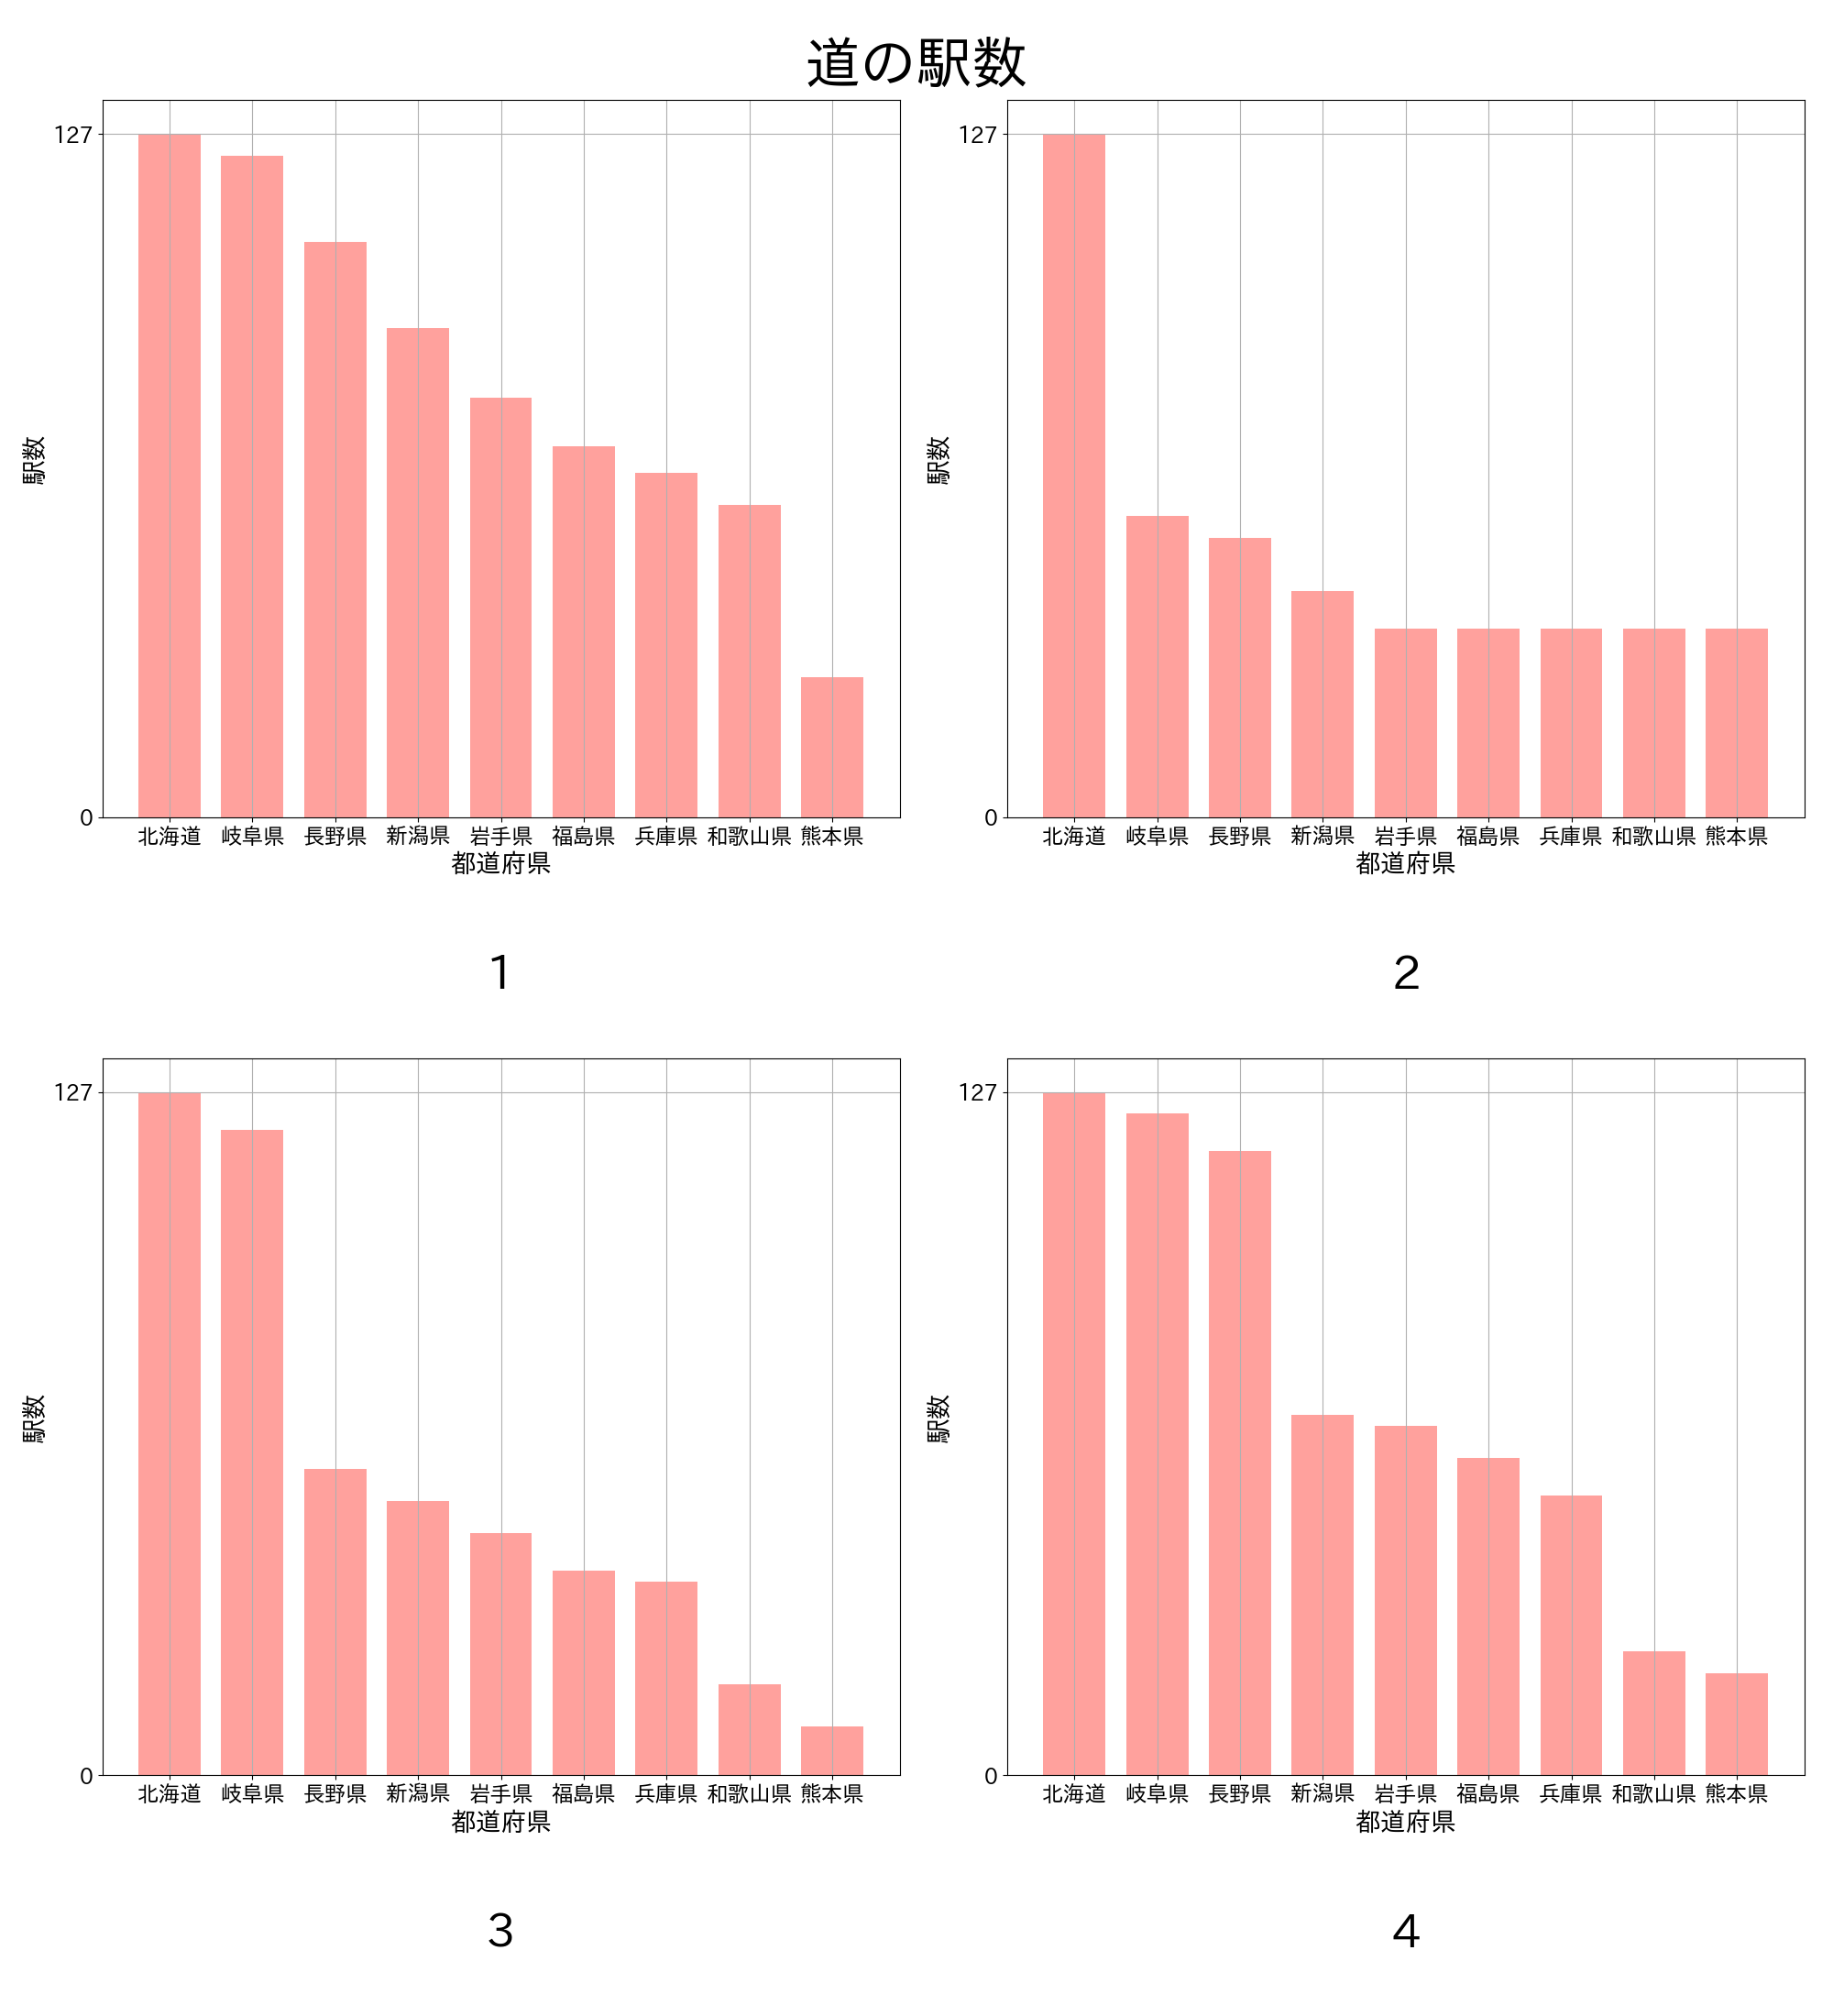 道の駅数
127
駅数
0
北海道 岐阜県 長野県 新潟県 岩手県 福島県 兵庫県 和歌山県 熊本県
都道府県
1
127
駅数
0
北海道 岐阜県 長野県 新潟県 岩手県 福島県 兵庫県 和歌山県 熊本県
都道府県
2
127
駅数
0
北海道 岐阜県 長野県 新潟県 岩手県 福島県 兵庫県 和歌山県 熊本県
都道府県
3
127
駅数
0
北海道 岐阜県 長野県 新潟県 岩手県 福島県 兵庫県 和歌山県 熊本県
都道府県
4